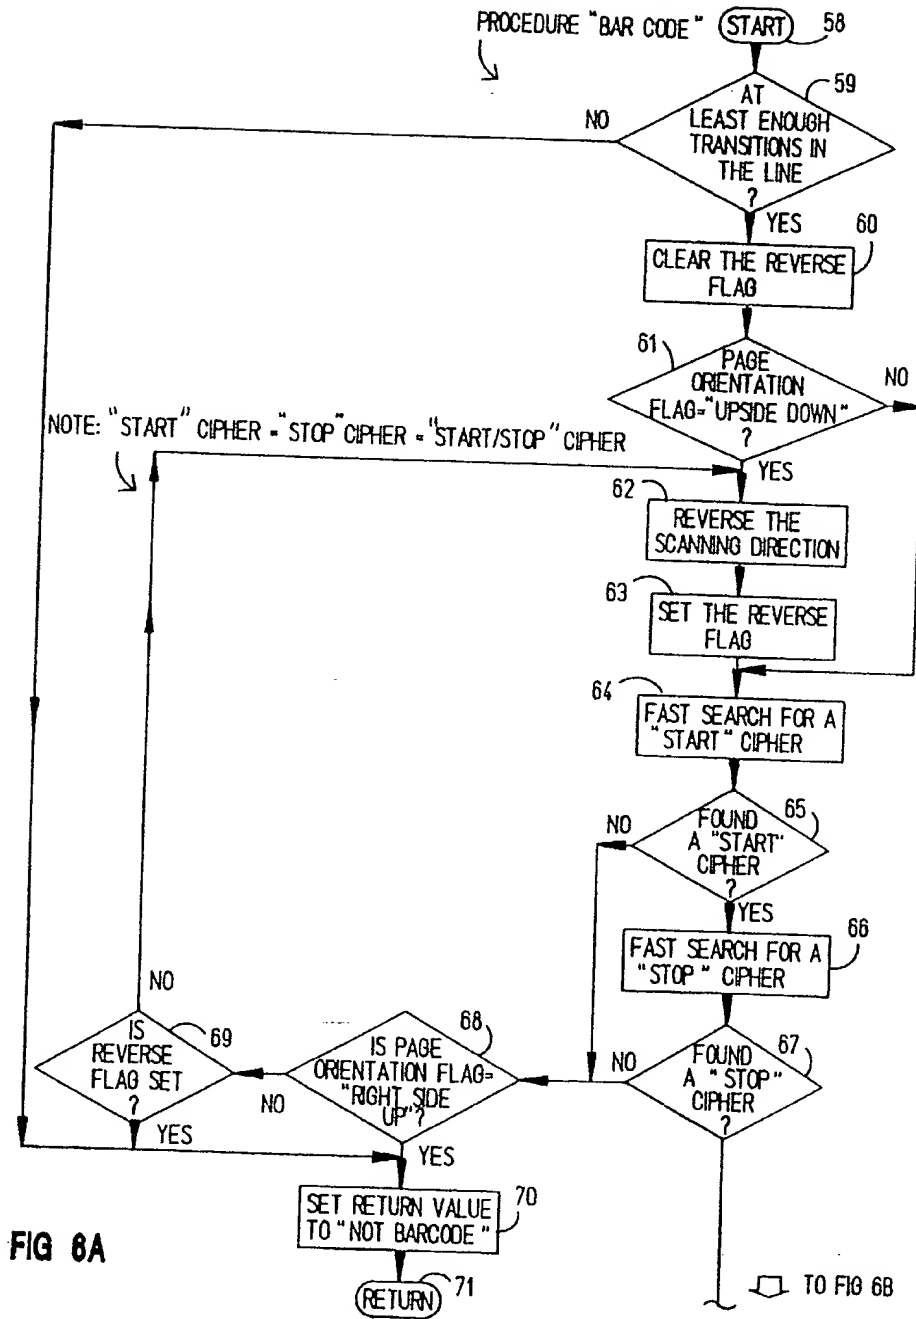 PROCEDURE "BAR CODE"
START
58
59
AT
LEAST ENOUGH
TRANSITIONS IN
THE LINE
?
NO
YES
60
CLEAR THE REVERSE
FLAG
61
PAGE
ORIENTATION
FLAG="UPSIDE DOWN"
?
NO
YES
NOTE: "START" CIPHER = "STOP" CIPHER = "START/STOP" CIPHER
62
REVERSE THE
SCANNING DIRECTION
63
SET THE REVERSE
FLAG
64
FAST SEARCH FOR A
"START" CIPHER
65
FOUND
A "START"
CIPHER
?
NO
YES
66
FAST SEARCH FOR A
"STOP" CIPHER
67
FOUND
A "STOP"
CIPHER
?
NO
68
IS PAGE
ORIENTATION FLAG=
"RIGHT SIDE
UP"?
NO
YES
69
IS
REVERSE
FLAG SET
?
NO
YES
70
SET RETURN VALUE
TO "NOT BARCODE"
71
RETURN
FIG 6A
TO FIG 6B